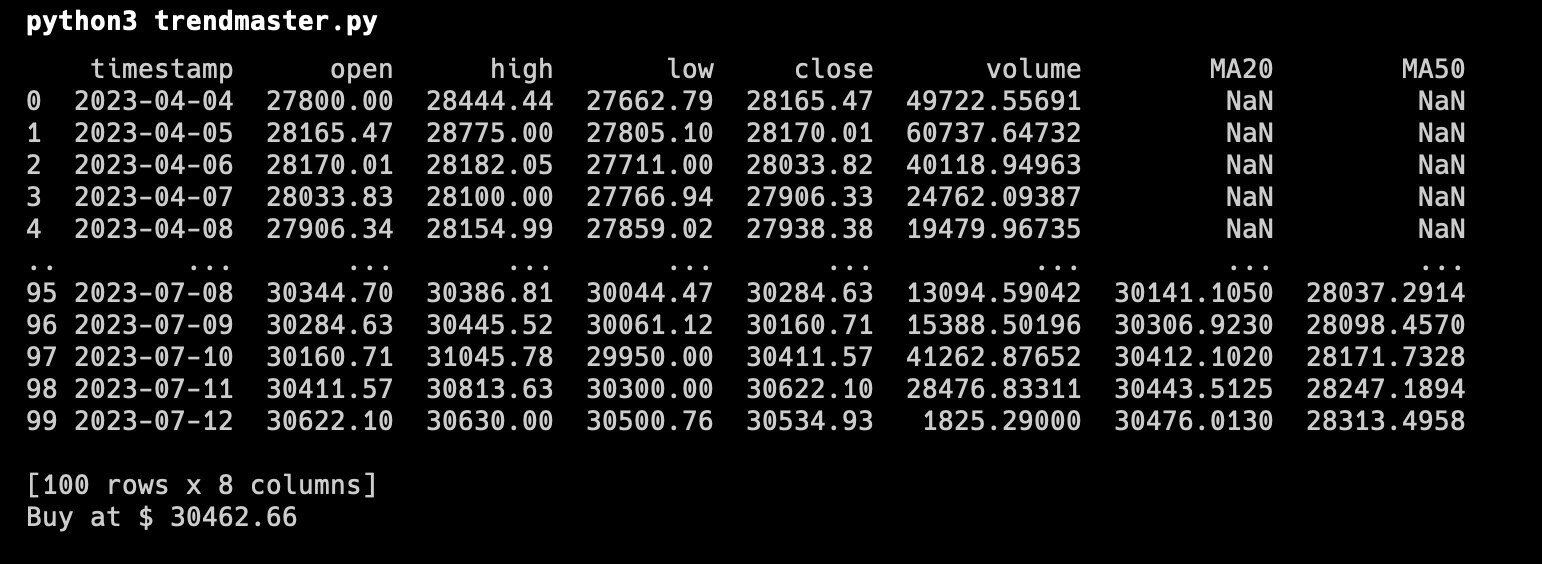 python3 trendmaster.py
timestamp open high low close volume MA20 MA50
0 2023-04-04 27800.00 28444.44 27662.79 28165.47 49722.55691 NaN NaN
1 2023-04-05 28165.47 28775.00 27805.10 28170.01 60737.64732 NaN NaN
2 2023-04-06 28170.01 28182.05 27711.00 28033.82 40118.94963 NaN NaN
3 2023-04-07 28033.83 28100.00 27766.94 27906.33 24762.09387 NaN NaN
4 2023-04-08 27906.34 28154.99 27859.02 27938.38 19479.96735 NaN NaN
.. ... ... ... ... ... ... ... ...
95 2023-07-08 30344.70 30386.81 30044.47 30284.63 13094.59042 30141.1050 28037.2914
96 2023-07-09 30284.63 30445.52 30061.12 30160.71 15388.50196 30306.9230 28098.4570
97 2023-07-10 30160.71 31045.78 29950.00 30411.57 41262.87652 30412.1020 28171.7328
98 2023-07-11 30411.57 30813.63 30300.00 30622.10 28476.83311 30443.5125 28247.1894
99 2023-07-12 30622.10 30630.00 30500.76 30534.93 1825.29000 30476.0130 28313.4958
[100 rows x 8 columns]
Buy at $ 30462.66